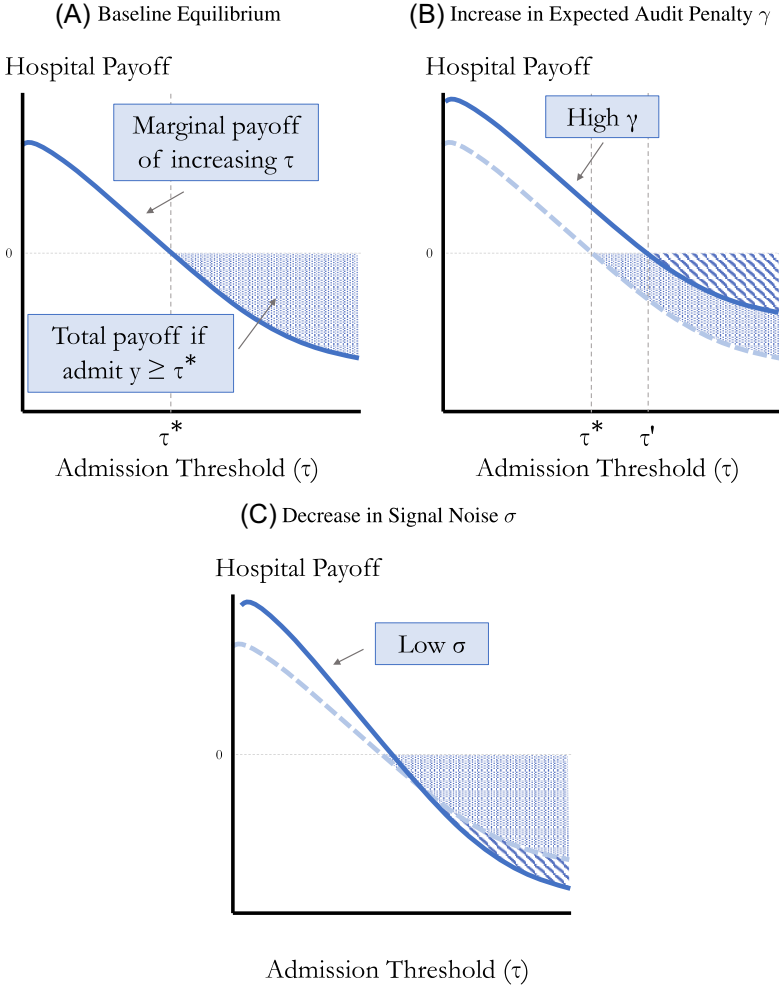 (A) Baseline Equilibrium
Hospital Payoff
Marginal payoff
of increasing τ
0
Total payoff if
admit y ≥ τ*
τ*
Admission Threshold (τ)
(B) Increase in Expected Audit Penalty γ
Hospital Payoff
High γ
0
τ* τ'
Admission Threshold (τ)
(C) Decrease in Signal Noise σ
Hospital Payoff
Low σ
0
Admission Threshold (τ)